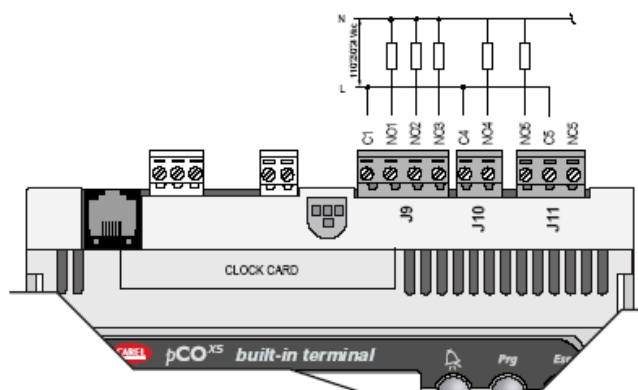 N
110/230/24 Vac
L
C1 NO1 NO2 NO3 C4 NO4 NO5 C5 NC5
J9 J10 J11
CLOCK CARD
CAREL pCOxs built-in terminal Prg Esc